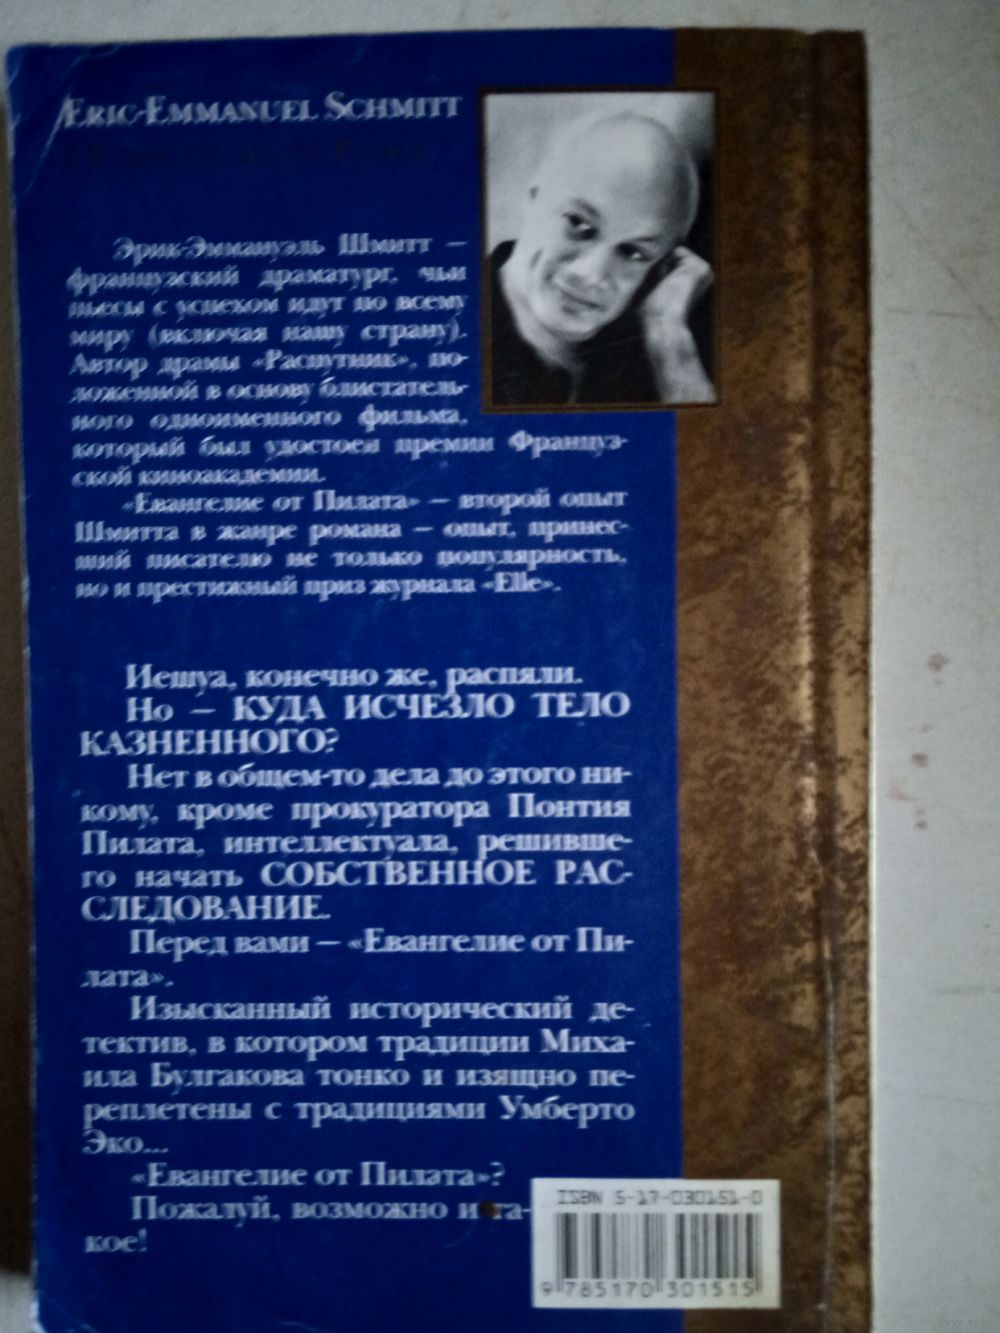 ERIC-EMMANUEL SCHMITT
Эрик-Эммануэль Шмитт –
французский драматург, чьи
пьесы с успехом идут по всему
миру (включая нашу страну).
Автор драмы «Распутник», по-
ложенной в основу блистатель-
ного одноименного фильма,
который был удостоен премии Француз-
ской киноакадемии.
«Евангелие от Пилата» – второй опыт
Шмитта в жанре романа – опыт, принес-
ший писателю не только популярность,
но и престижный приз журнала «Elle».
Иешуа, конечно же, распяли.
Но – КУДА ИСЧЕЗЛО ТЕЛО
КАЗНЕННОГО?
Нет в общем-то дела до этого ни-
кому, кроме прокуратора Понтия
Пилата, интеллектуала, решивше-
го начать СОБСТВЕННОЕ РАС-
СЛЕДОВАНИЕ.
Перед вами – «Евангелие от Пи-
лата».
Изысканный исторический де-
тектив, в котором традиции Миха-
ила Булгакова тонко и изящно пе-
реплетены с традициями Умберто
Эко...
«Евангелие от Пилата»?
Пожалуй, возможно и та-
кое!
ISBN 5-17-030151-0
9 785170 301515